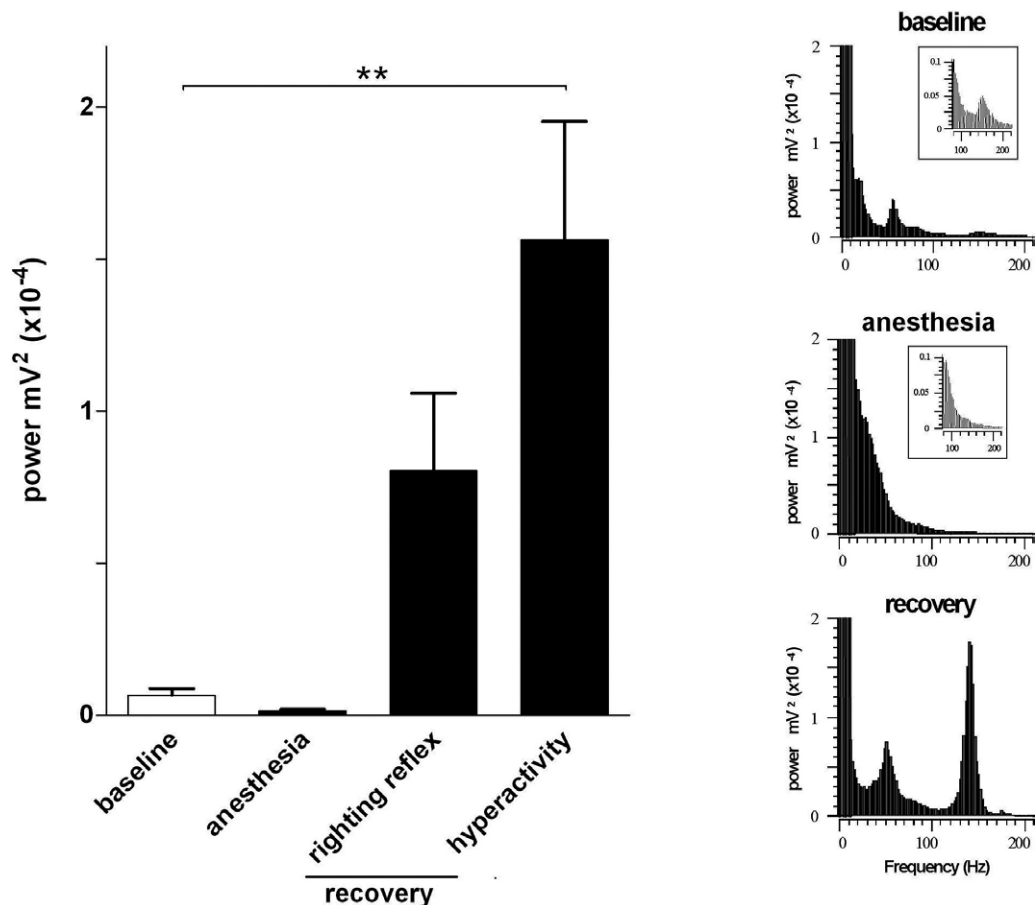 **
2
1
0
power mV² (x10⁻⁴)
baseline
anesthesia
righting reflex
hyperactivity
recovery
baseline
2
1
0
power mV² (x10⁻⁴)
0.1
0.05
0
100
200
0
100
200
anesthesia
2
1
0
power mV² (x10⁻⁴)
0.1
0.05
0
100
200
0
100
200
recovery
2
1
0
power mV² (x10⁻⁴)
0
100
200
Frequency (Hz)